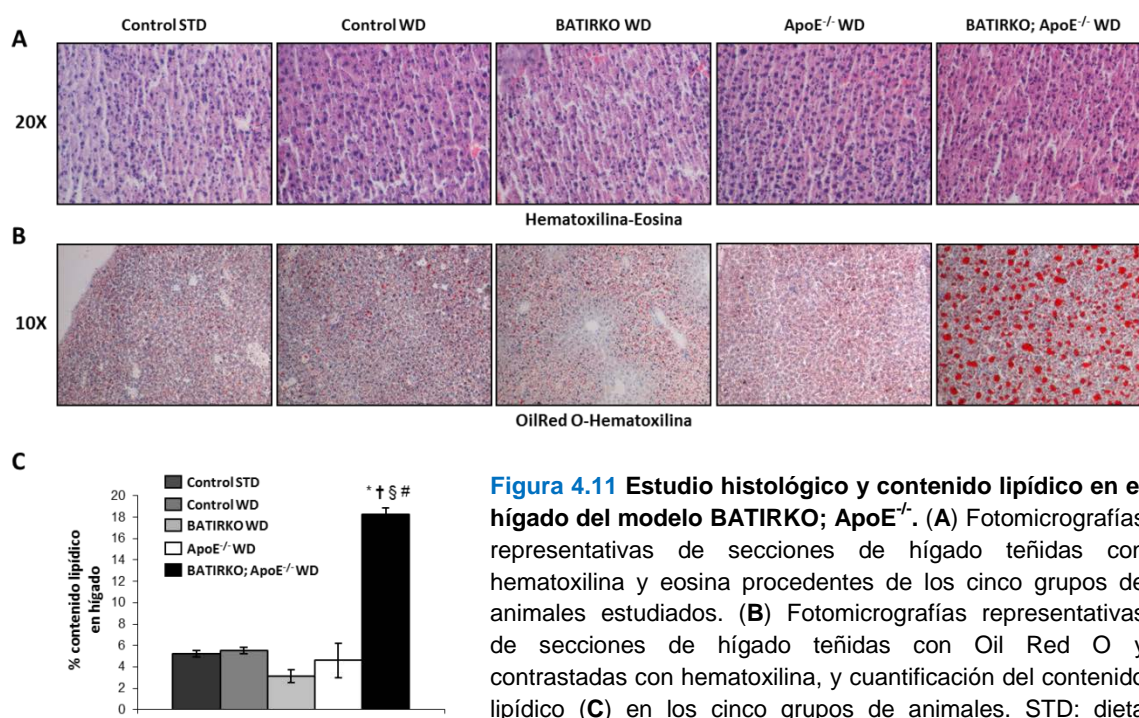 Control STD Control WD BATIRKO WD ApoE-/- WD BATIRKO; ApoE-/- WD
A
20X
Hematoxilina-Eosina
B
10X
OilRed O-Hematoxilina
C
Control STD
Control WD
BATIRKO WD
ApoE-/- WD
BATIRKO; ApoE-/- WD
* † § #
% contenido lipídico
en hígado
20
18
16
14
12
10
8
6
4
2
0
Figura 4.11 Estudio histológico y contenido lipídico en e
hígado del modelo BATIRKO; ApoE-/-. (A) Fotomicrografías
representativas de secciones de hígado teñidas con
hematoxilina y eosina procedentes de los cinco grupos de
animales estudiados. (B) Fotomicrografías representativas
de secciones de hígado teñidas con Oil Red O y
contrastadas con hematoxilina, y cuantificación del contenido
lipídico (C) en los cinco grupos de animales. STD: dieta